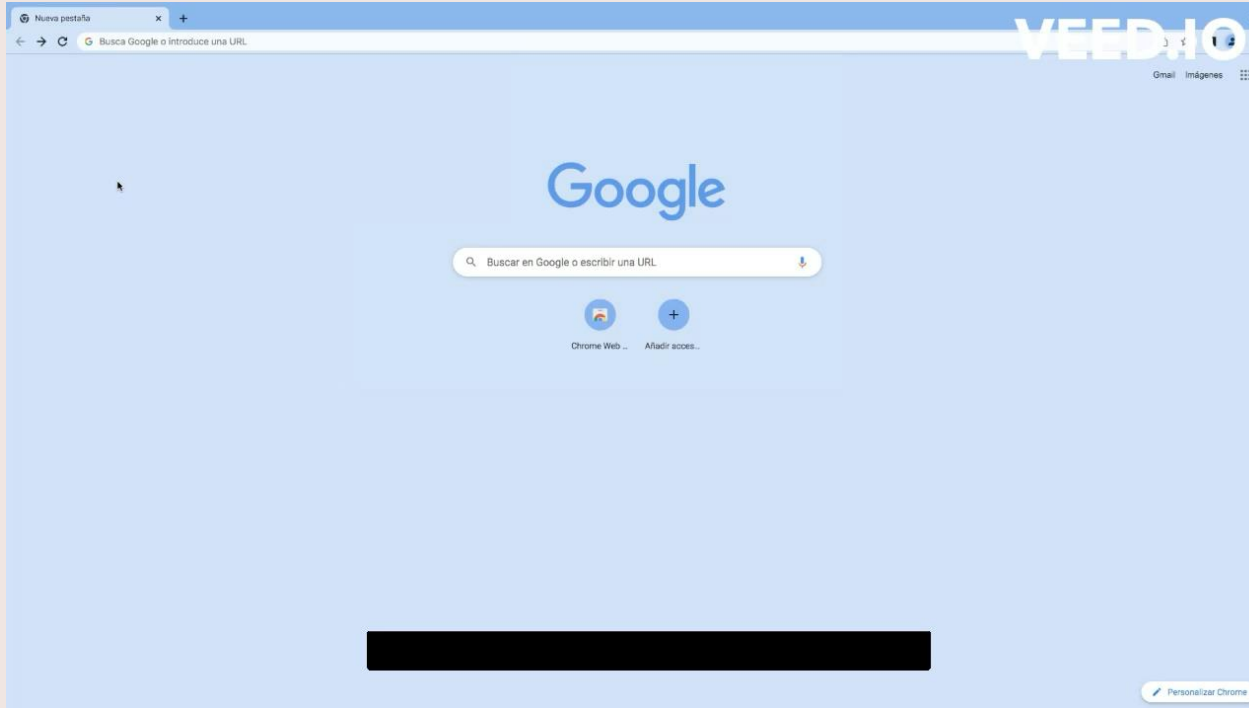 Nueva pestaña
VEED.IO
Busca Google o introduce una URL
Gmail Imágenes
Google
Buscar en Google o escribir una URL
Chrome Web ... Añadir acces...
Personalizar Chrome